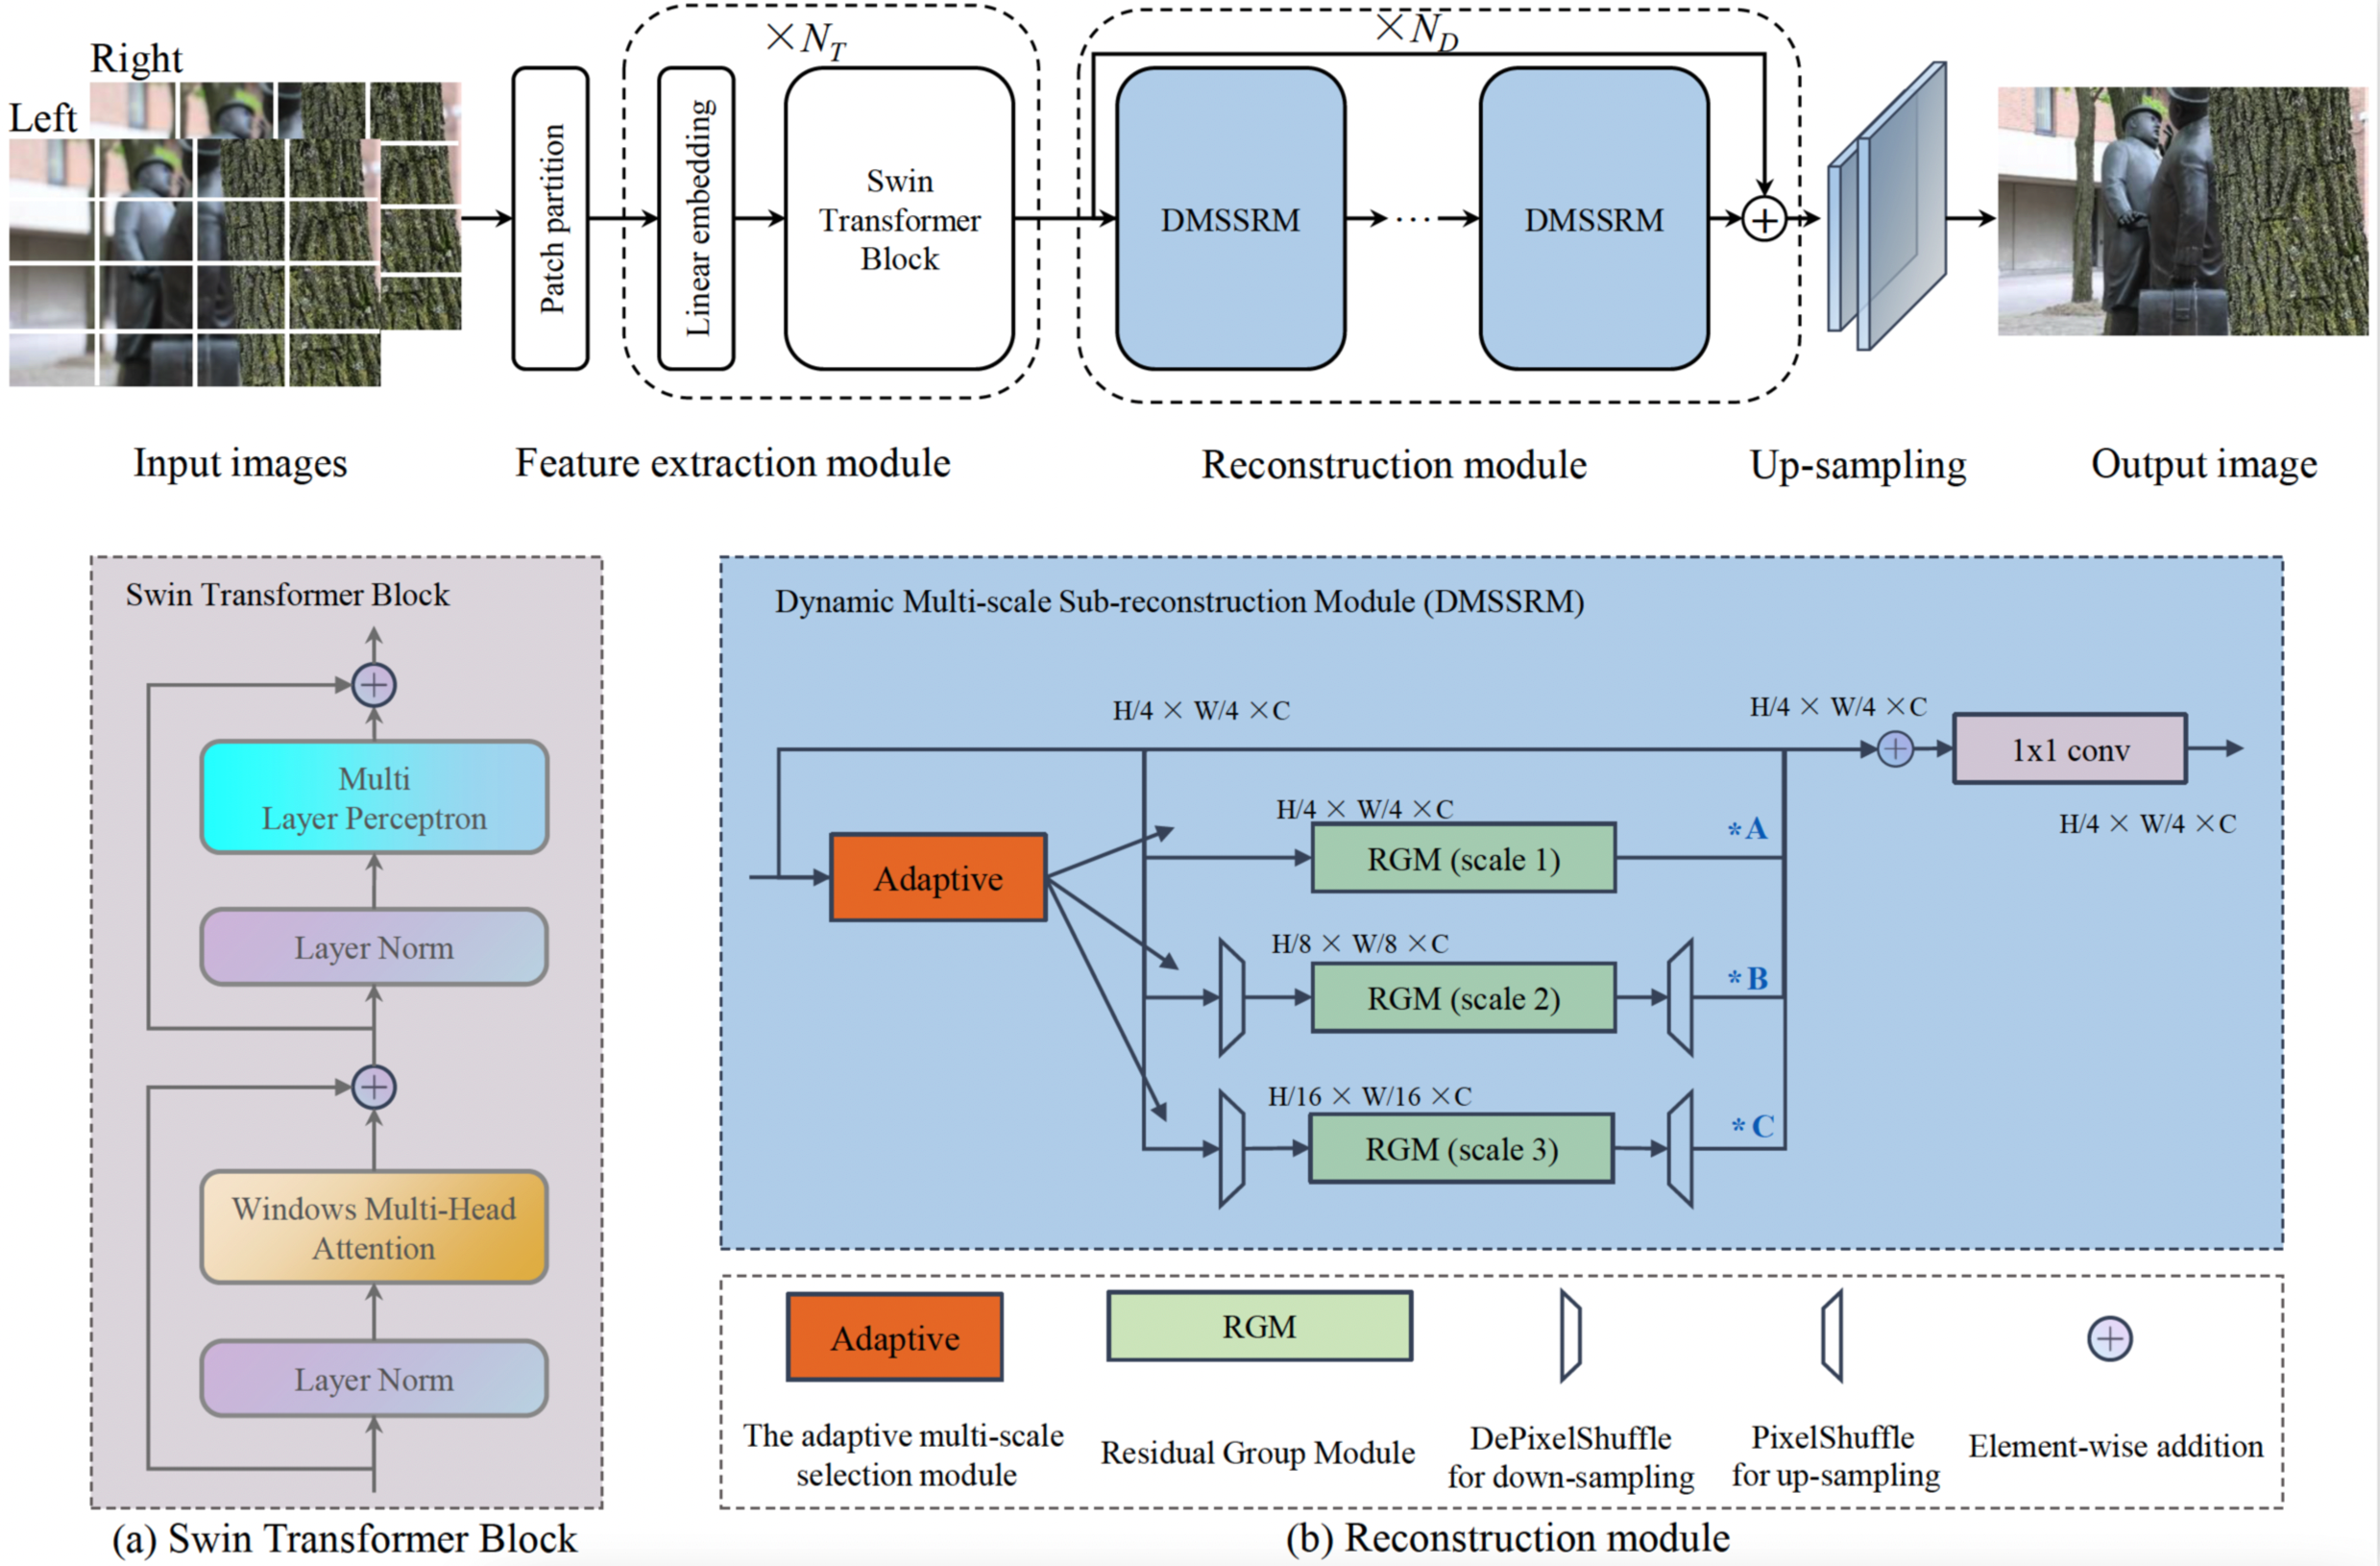 Right
Left
Patch partition
×N_T
Linear embedding
Swin
Transformer
Block
×N_D
DMSSRM
...
DMSSRM
+
Input images
Feature extraction module
Reconstruction module
Up-sampling
Output image
Swin Transformer Block
+
Multi
Layer Perceptron
Layer Norm
+
Windows Multi-Head
Attention
Layer Norm
(a) Swin Transformer Block
Dynamic Multi-scale Sub-reconstruction Module (DMSSRM)
H/4 × W/4 ×C
H/4 × W/4 ×C
+
1x1 conv
H/4 × W/4 ×C
Adaptive
H/4 × W/4 ×C
RGM (scale 1)
*A
H/8 × W/8 ×C
RGM (scale 2)
*B
H/16 × W/16 ×C
RGM (scale 3)
*C
Adaptive
RGM
+
The adaptive multi-scale
selection module
Residual Group Module
DePixelShuffle
for down-sampling
PixelShuffle
for up-sampling
Element-wise addition
(b) Reconstruction module